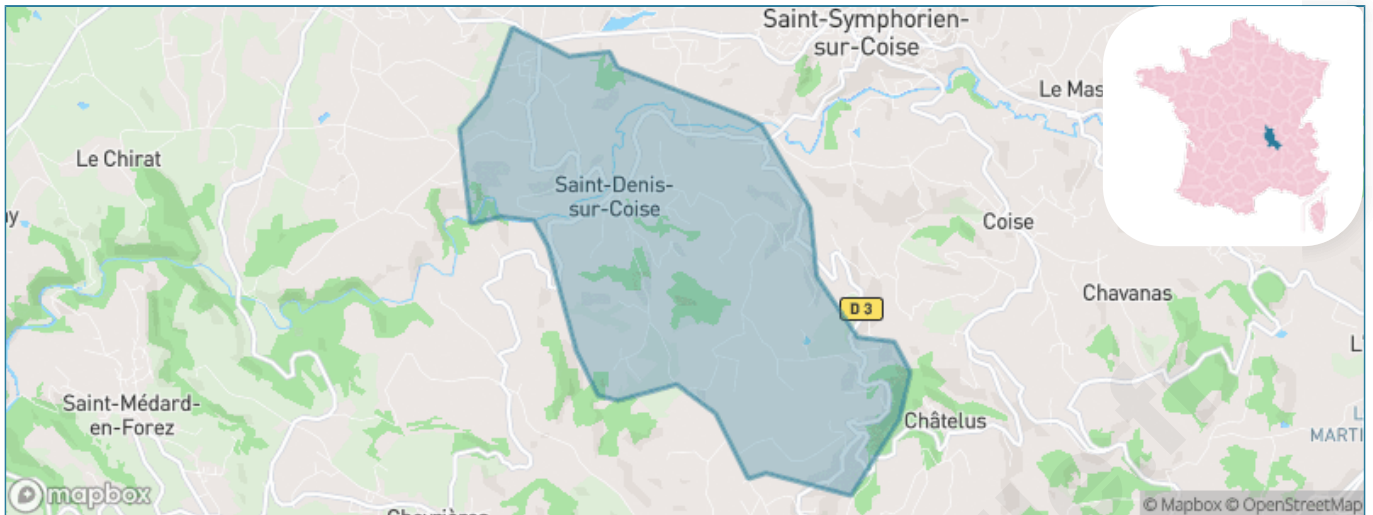 Saint-Symphorien-
sur-Coise
Le Mas
Le Chirat
Saint-Denis-
sur-Coise
Coise
Chavanas
D 3
Saint-Médard-
en-Forez
Châtelus
MARTI
mapbox
© Mapbox © OpenStreetMap